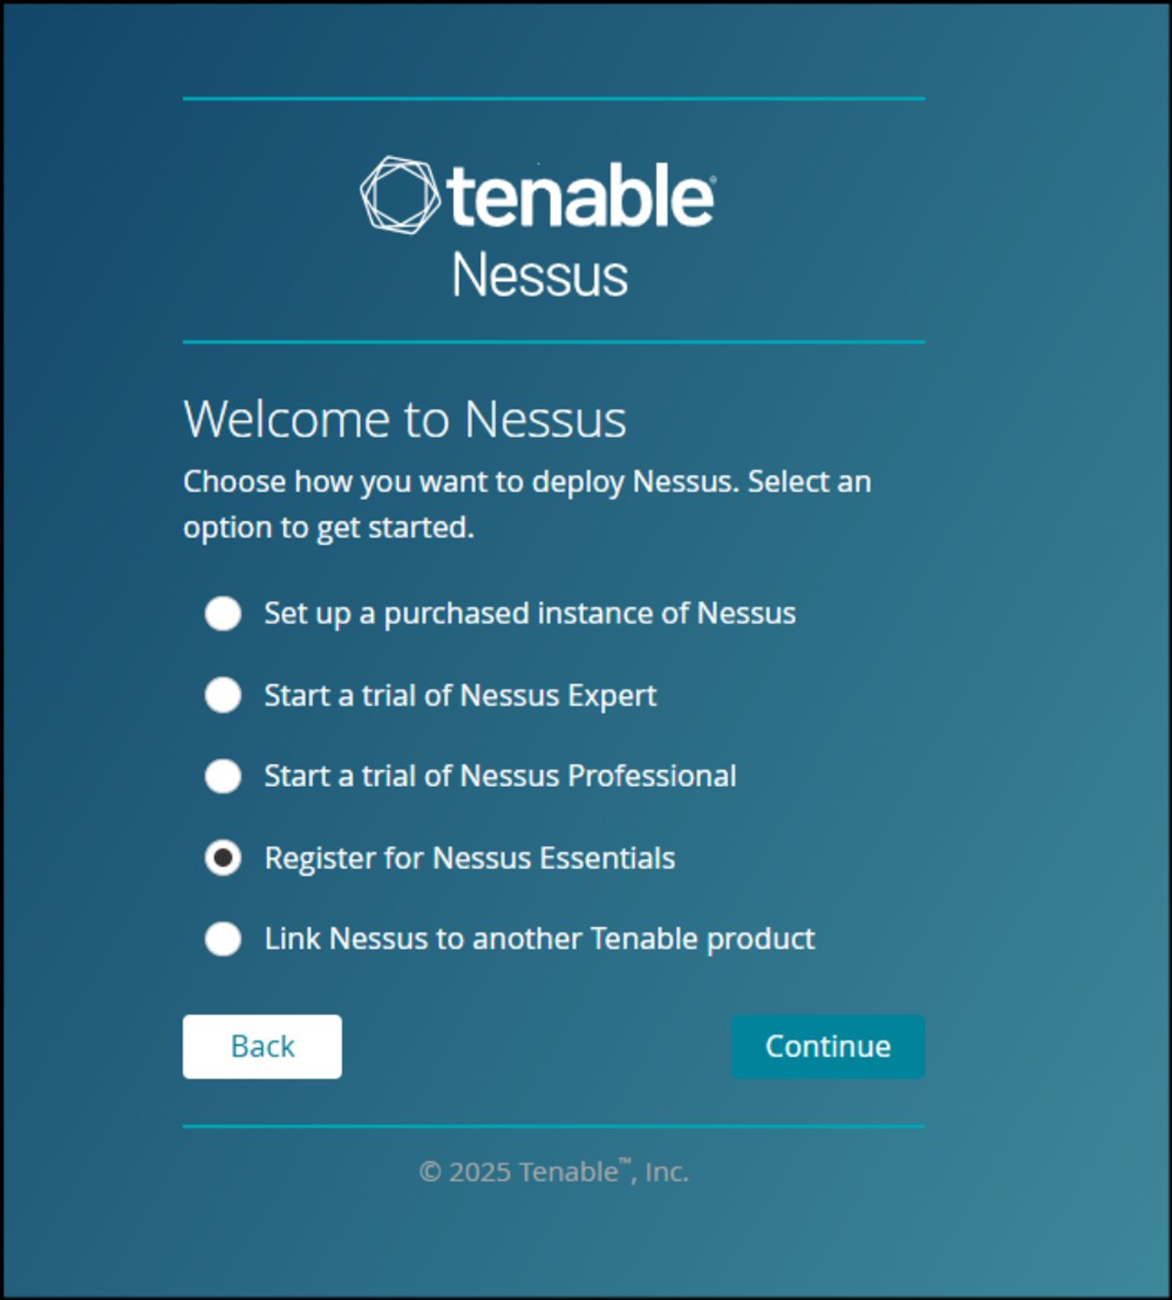 tenable®
Nessus
Welcome to Nessus
Choose how you want to deploy Nessus. Select an
option to get started.
Set up a purchased instance of Nessus
Start a trial of Nessus Expert
Start a trial of Nessus Professional
Register for Nessus Essentials
Link Nessus to another Tenable product
Back
Continue
© 2025 Tenable™, Inc.